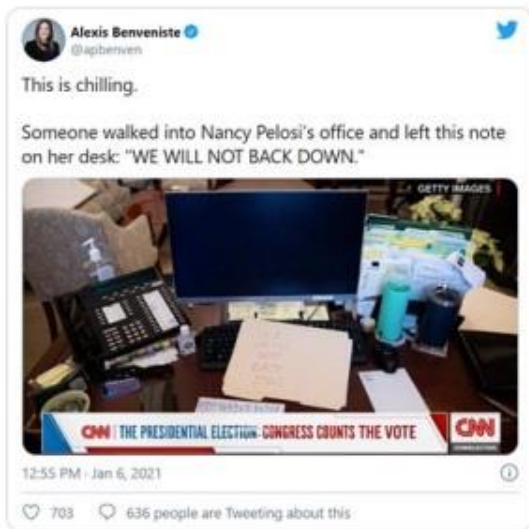 Alexis Benveniste
@apbenven
This is chilling.
Someone walked into Nancy Pelosi's office and left this note
on her desk: "WE WILL NOT BACK DOWN."
GETTY IMAGES
CNN THE PRESIDENTIAL ELECTION CONGRESS COUNTS THE VOTE
CNN
12:55 PM · Jan 6, 2021
703 636 people are Tweeting about this